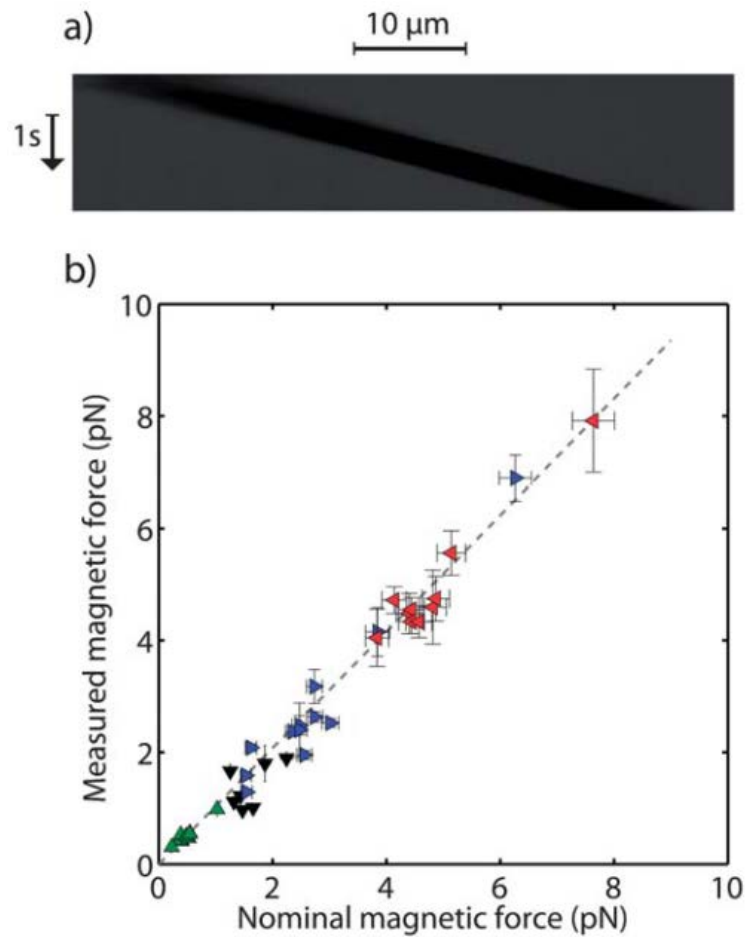 a)
10 μm
1s
b)
10
8
6
4
2
0
Measured magnetic force (pN)
0 2 4 6 8 10
Nominal magnetic force (pN)